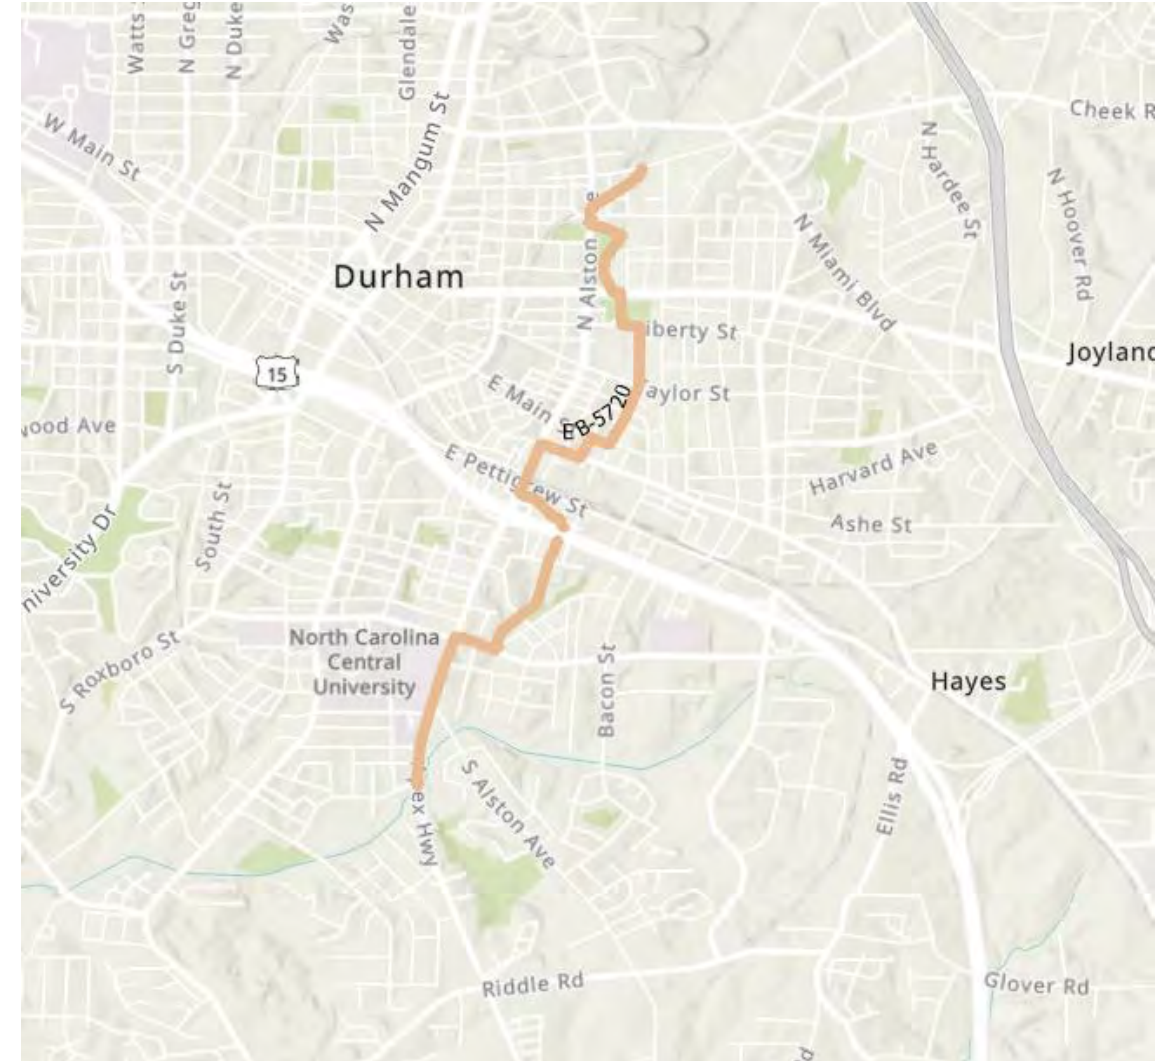 Watts
N Greg
N Duke
Was
Glendale
W Main St
N Mangum St
Cheek R
N Hardee St
N Hoover Rd
N Miami Blvd
Durham
N Alston
e
S Duke St
iberty St
Joyland
15
E Main S
aylor St
EB-5720
wood Ave
E Pettigrew St
Harvard Ave
Ashe St
South St
niversity Dr
North Carolina
Central
University
S Roxboro St
Bacon St
Hayes
ex Hwy
S Alston Ave
Ellis Rd
Riddle Rd
Glover Rd
d